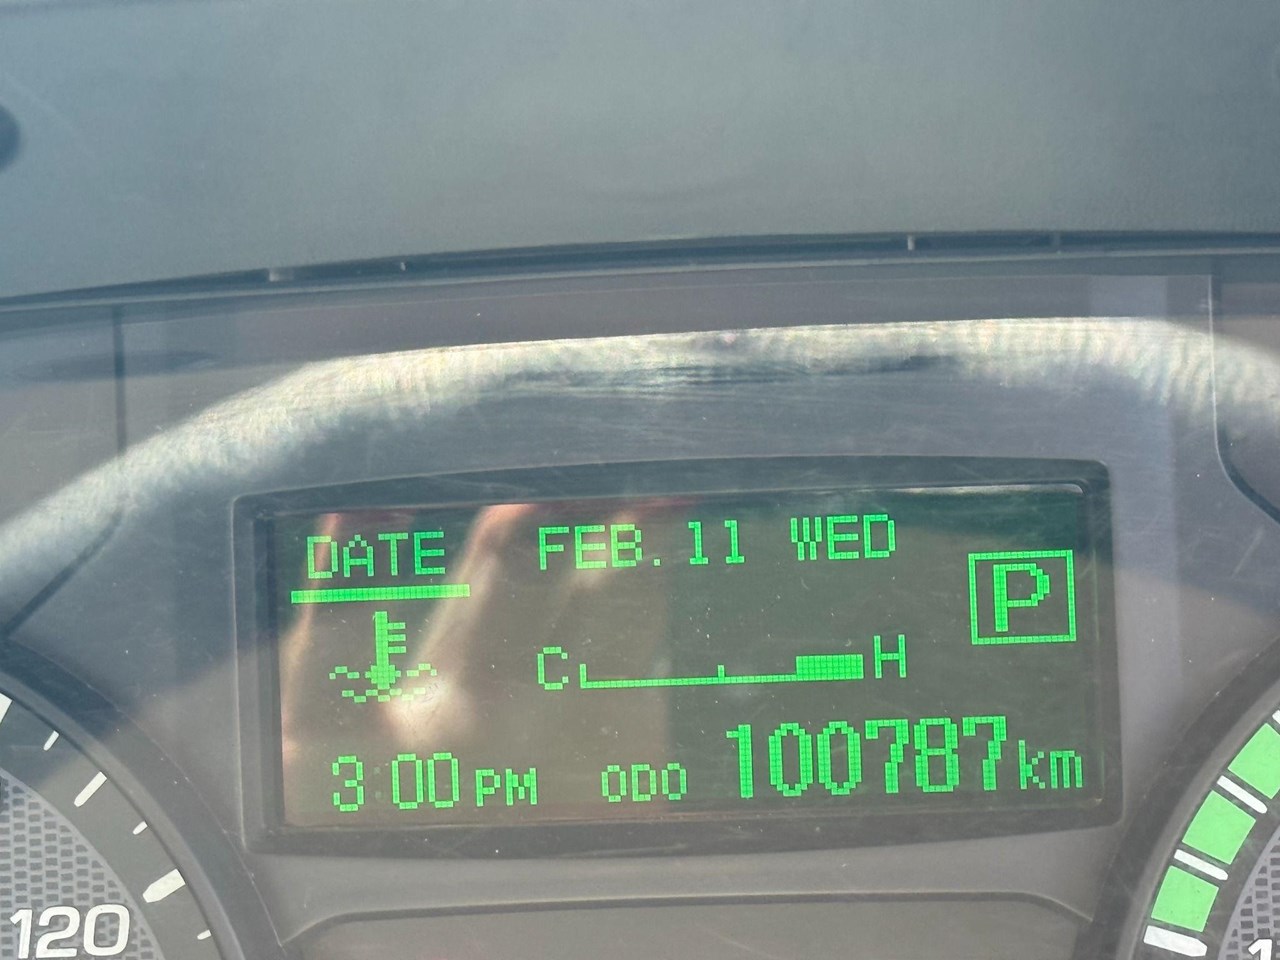 DATE FEB. 11 WED
P
C H
3 00 PM ODO 100787 km
120